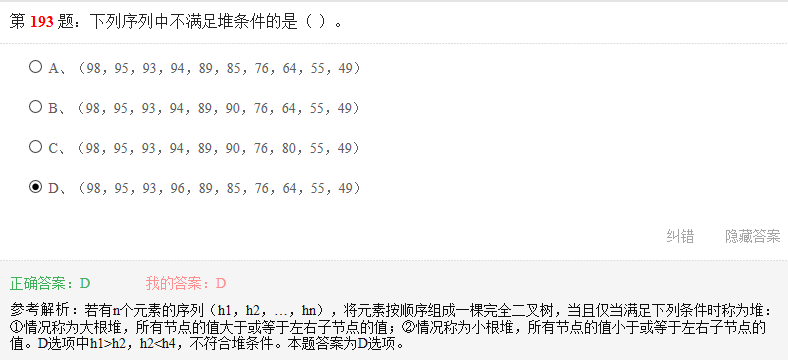 第 193 题：下列序列中不满足堆条件的是（ ）。
A、（98，95，93，94，89，85，76，64，55，49）
B、（98，95，93，94，89，90，76，64，55，49）
C、（98，95，93，94，89，90，76，80，55，49）
D、（98，95，93，96，89，85，76，64，55，49）
纠错 隐藏答案
正确答案：D 我的答案：D
参考解析：若有n个元素的序列（h1，h2，…，hn），将元素按顺序组成一棵完全二叉树，当且仅当满足下列条件时称为堆：
①情况称为大根堆，所有节点的值大于或等于左右子节点的值；②情况称为小根堆，所有节点的值小于或等于左右子节点的
值。D选项中h1>h2，h2<h4，不符合堆条件。本题答案为D选项。